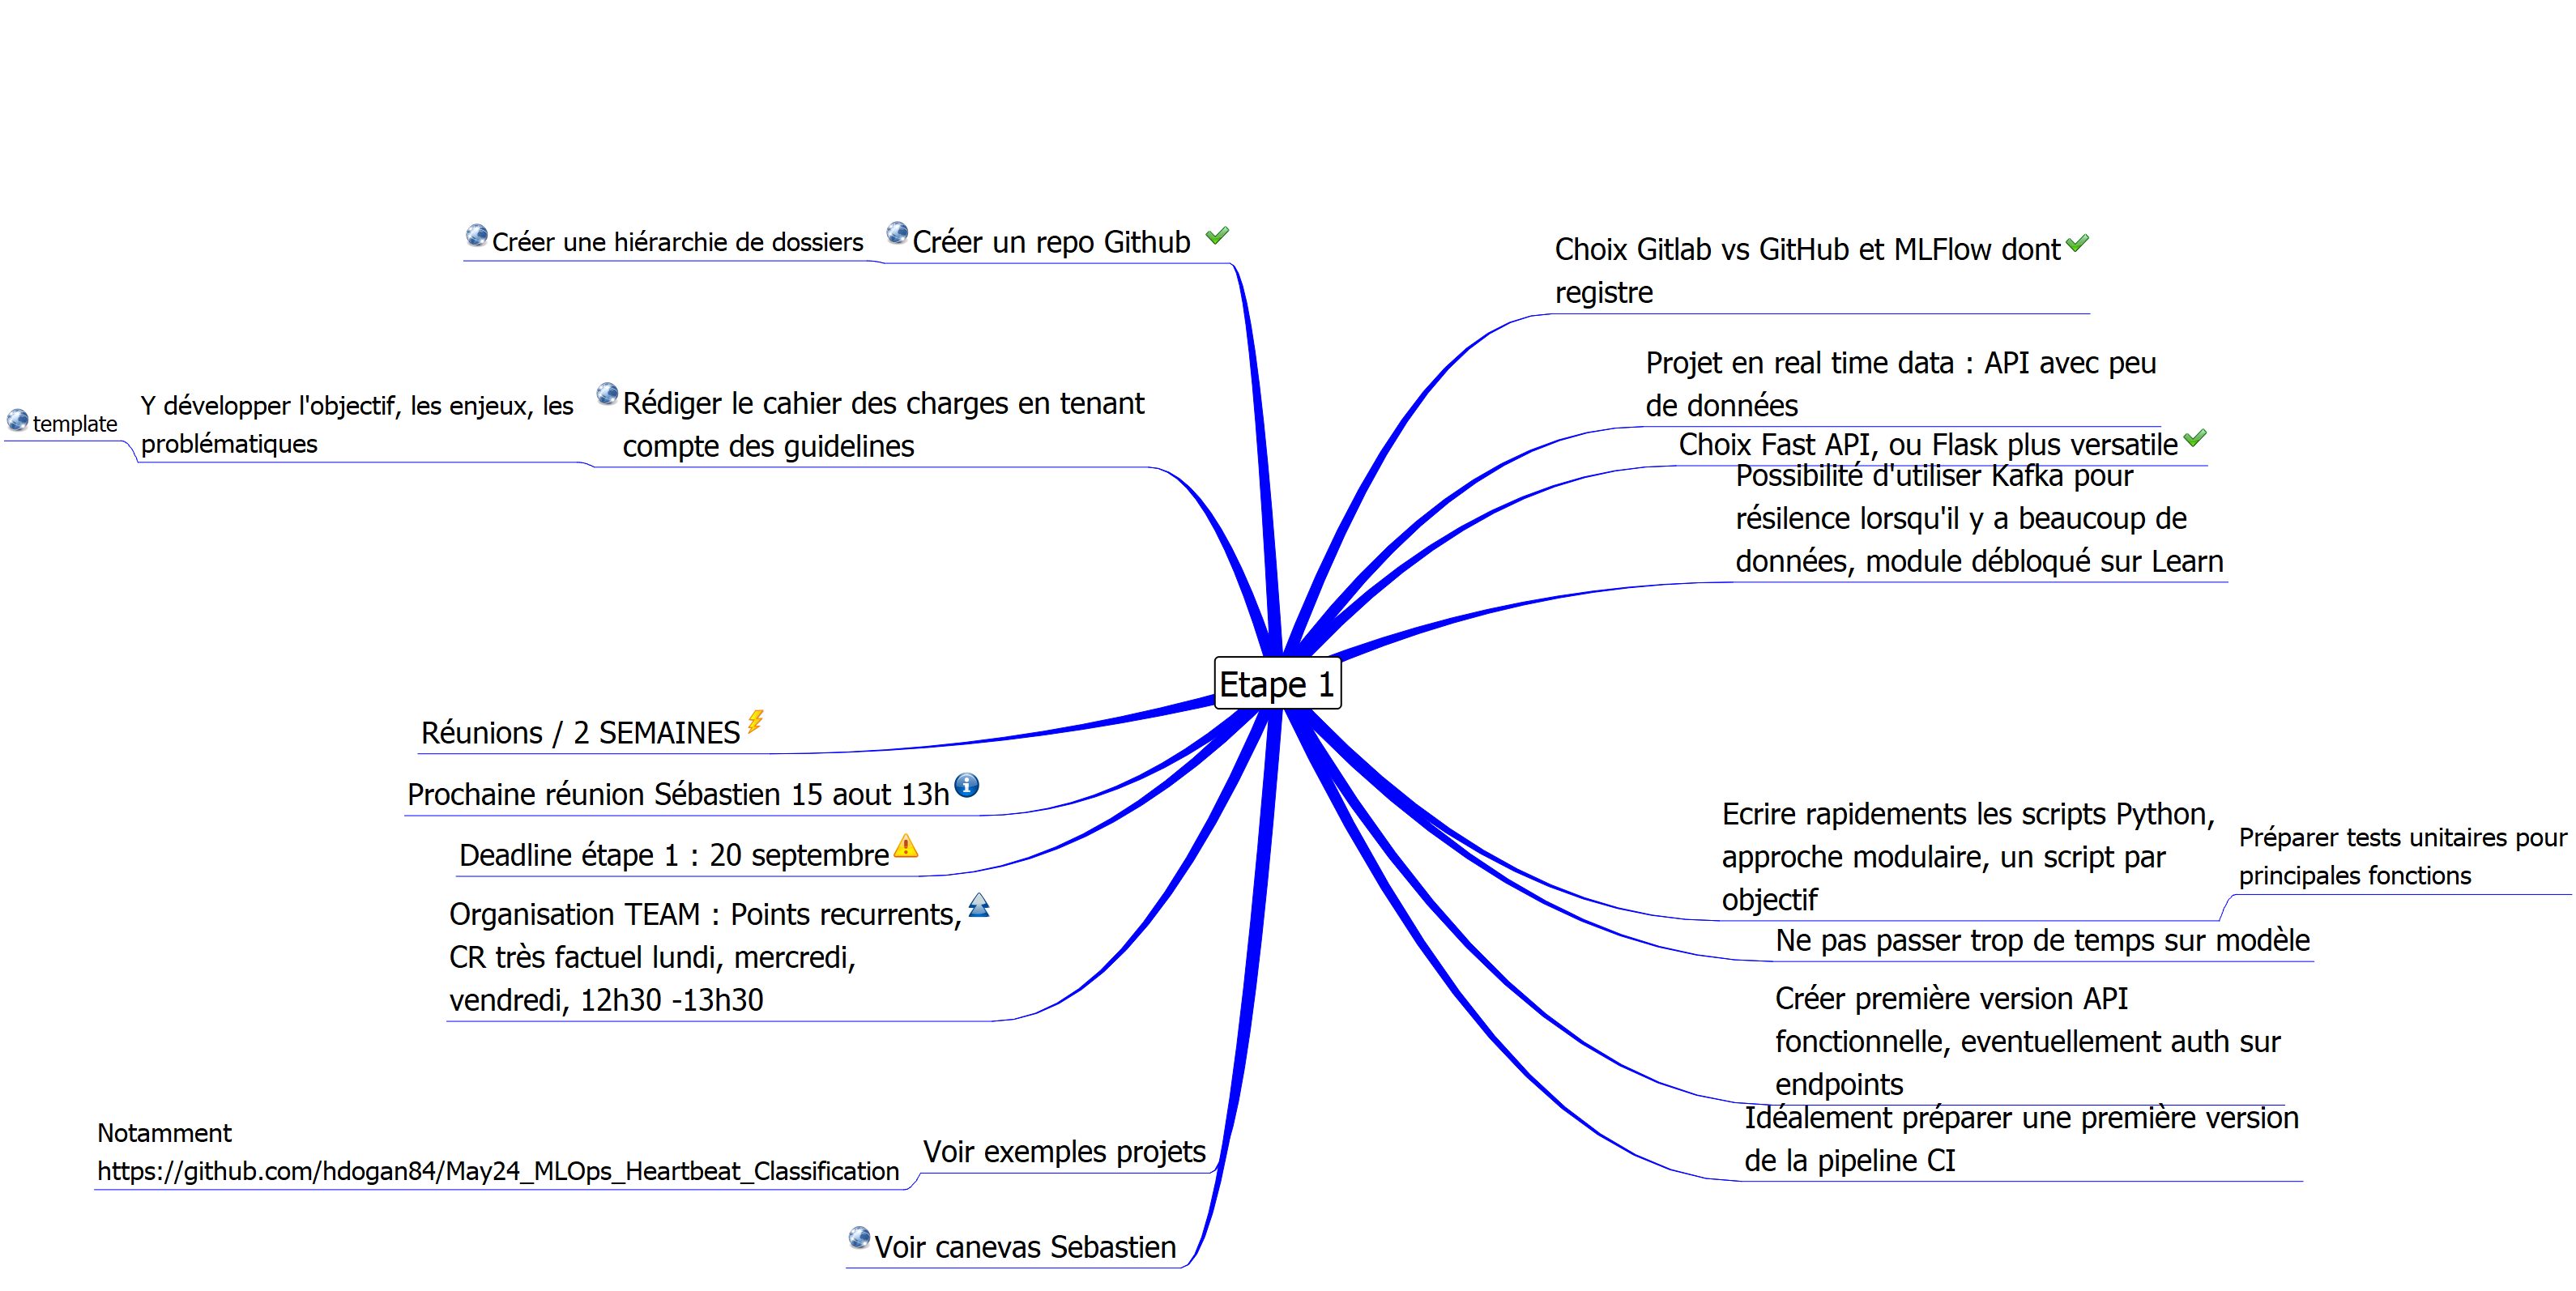 Créer une hiérarchie de dossiers
Créer un repo Github
Y développer l'objectif, les enjeux, les
problématiques
template
Rédiger le cahier des charges en tenant
compte des guidelines
Choix Gitlab vs GitHub et MLFlow dont
registre
Projet en real time data : API avec peu
de données
Choix Fast API, ou Flask plus versatile
Possibilité d'utiliser Kafka pour
résilence lorsqu'il y a beaucoup de
données, module débloqué sur Learn
Etape 1
Réunions / 2 SEMAINES
Prochaine réunion Sébastien 15 aout 13h
Deadline étape 1 : 20 septembre
Organisation TEAM : Points recurrents,
CR très factuel lundi, mercredi,
vendredi, 12h30 -13h30
Notamment
https://github.com/hdogan84/May24_MLOps_Heartbeat_Classification
Voir exemples projets
Voir canevas Sebastien
Ecrire rapidements les scripts Python,
approche modulaire, un script par
objectif
Préparer tests unitaires pour
principales fonctions
Ne pas passer trop de temps sur modèle
Créer première version API
fonctionnelle, eventuellement auth sur
endpoints
Idéalement préparer une première version
de la pipeline CI